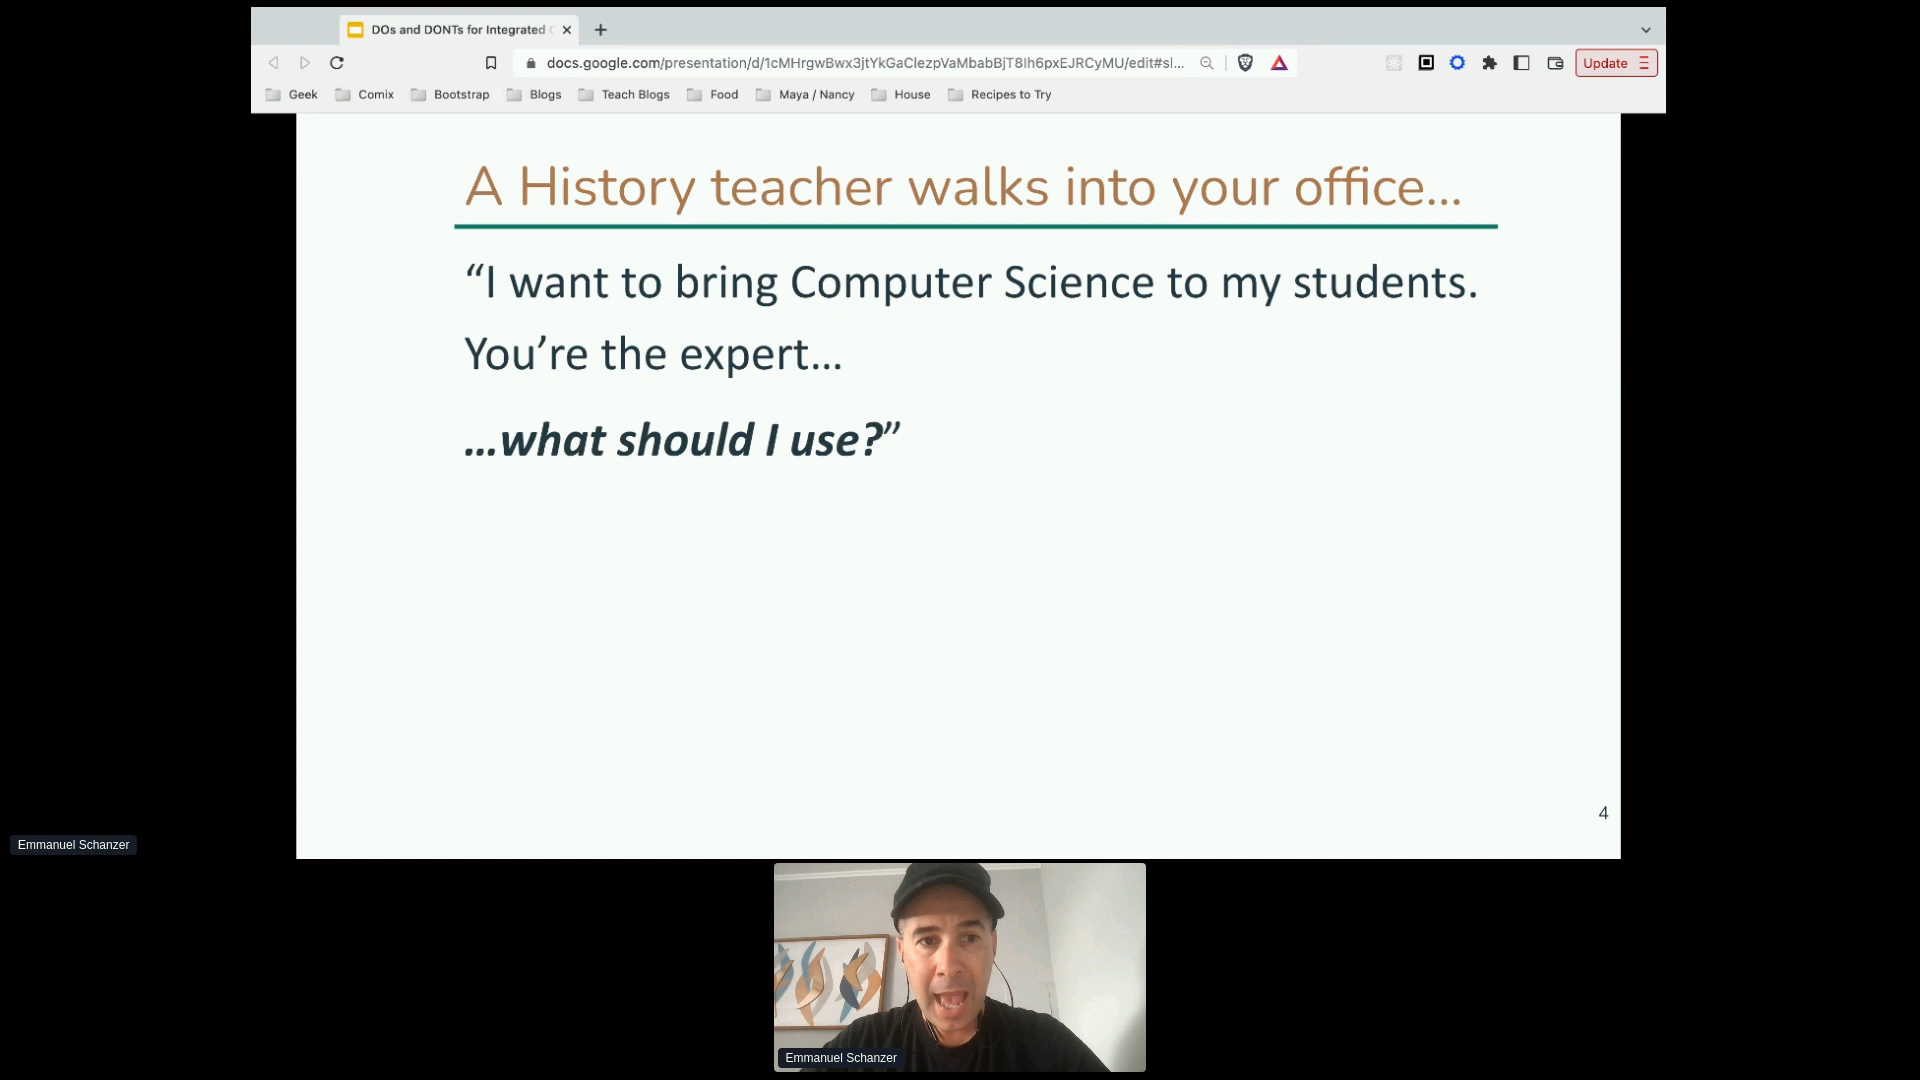 DOs and DONTs for Integrated
docs.google.com/presentation/d/1cMHrgwBwx3jtYkGaClezpVaMbabBjT8lh6pxEJRCyMU/edit#sl...
Update
Geek
Comix
Bootstrap
Blogs
Teach Blogs
Food
Maya / Nancy
House
Recipes to Try
A History teacher walks into your office...
“I want to bring Computer Science to my students.
You’re the expert...
...what should I use?”
4
Emmanuel Schanzer
Emmanuel Schanzer